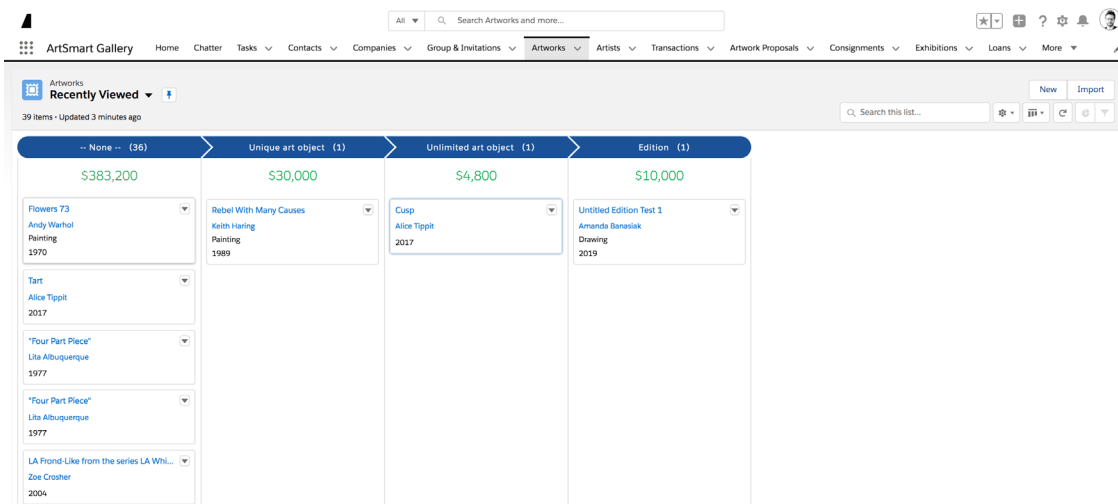 All
Search Artworks and more...
ArtSmart Gallery Home Chatter Tasks Contacts Companies Group & Invitations Artworks Artists Transactions Artwork Proposals Consignments Exhibitions Loans More
Artworks
Recently Viewed
New Import
39 items • Updated 3 minutes ago
Search this list...
-- None -- (36)
Unique art object (1)
Unlimited art object (1)
Edition (1)
$383,200
$30,000
$4,800
$10,000
Flowers 73
Andy Warhol
Painting
1970
Tart
Alice Tippit
2017
"Four Part Piece"
Lita Albuquerque
1977
"Four Part Piece"
Lita Albuquerque
1977
LA Frond-Like from the series LA Whi...
Zoe Crosher
2004
Rebel With Many Causes
Keith Haring
Painting
1989
Cusp
Alice Tippit
2017
Untitled Edition Test 1
Amanda Banasiak
Drawing
2019